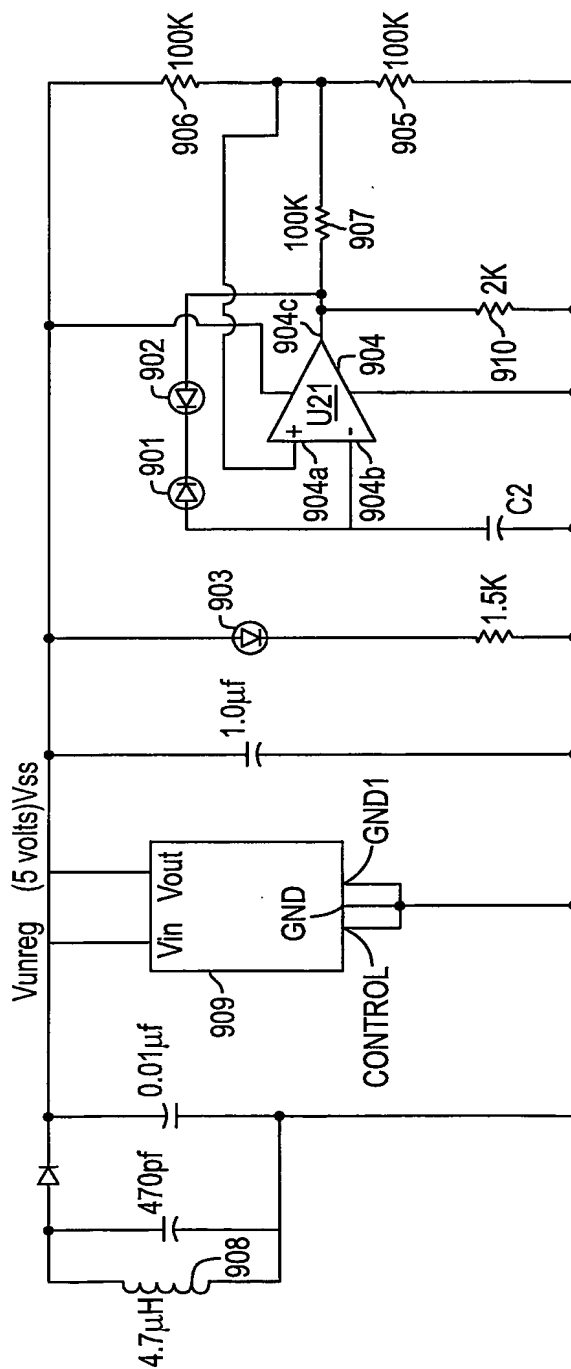 4.7µH
908
470pf
0.01µf
Vunreg (5 volts)Vss
Vin Vout
909
GND
CONTROL
GND1
1.0µf
903
1.5K
901
902
C2
U21
+
-
904a
904b
904c
904
100K
907
2K
910
906
100K
100K
905